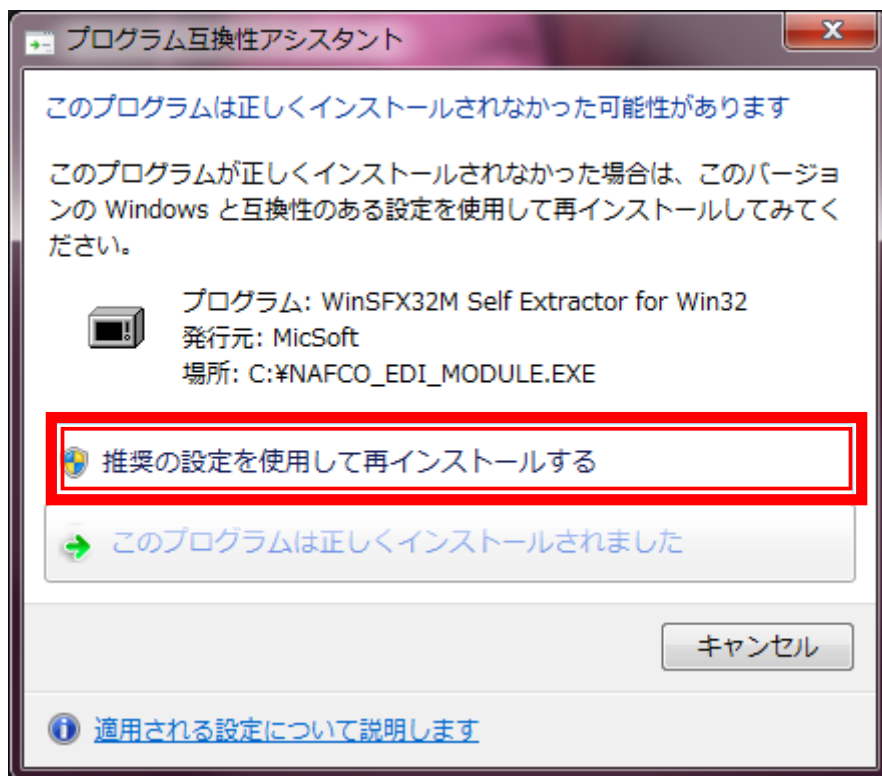 プログラム互換性アシスタント
x
このプログラムは正しくインストールされなかった可能性があります
このプログラムが正しくインストールされなかった場合は、このバージョ
ンの Windows と互換性のある設定を使用して再インストールしてみてく
ださい。
プログラム: WinSFX32M Self Extractor for Win32
発行元: MicSoft
場所: C:¥NAFCO_EDI_MODULE.EXE
推奨の設定を使用して再インストールする
このプログラムは正しくインストールされました
キャンセル
適用される設定について説明します